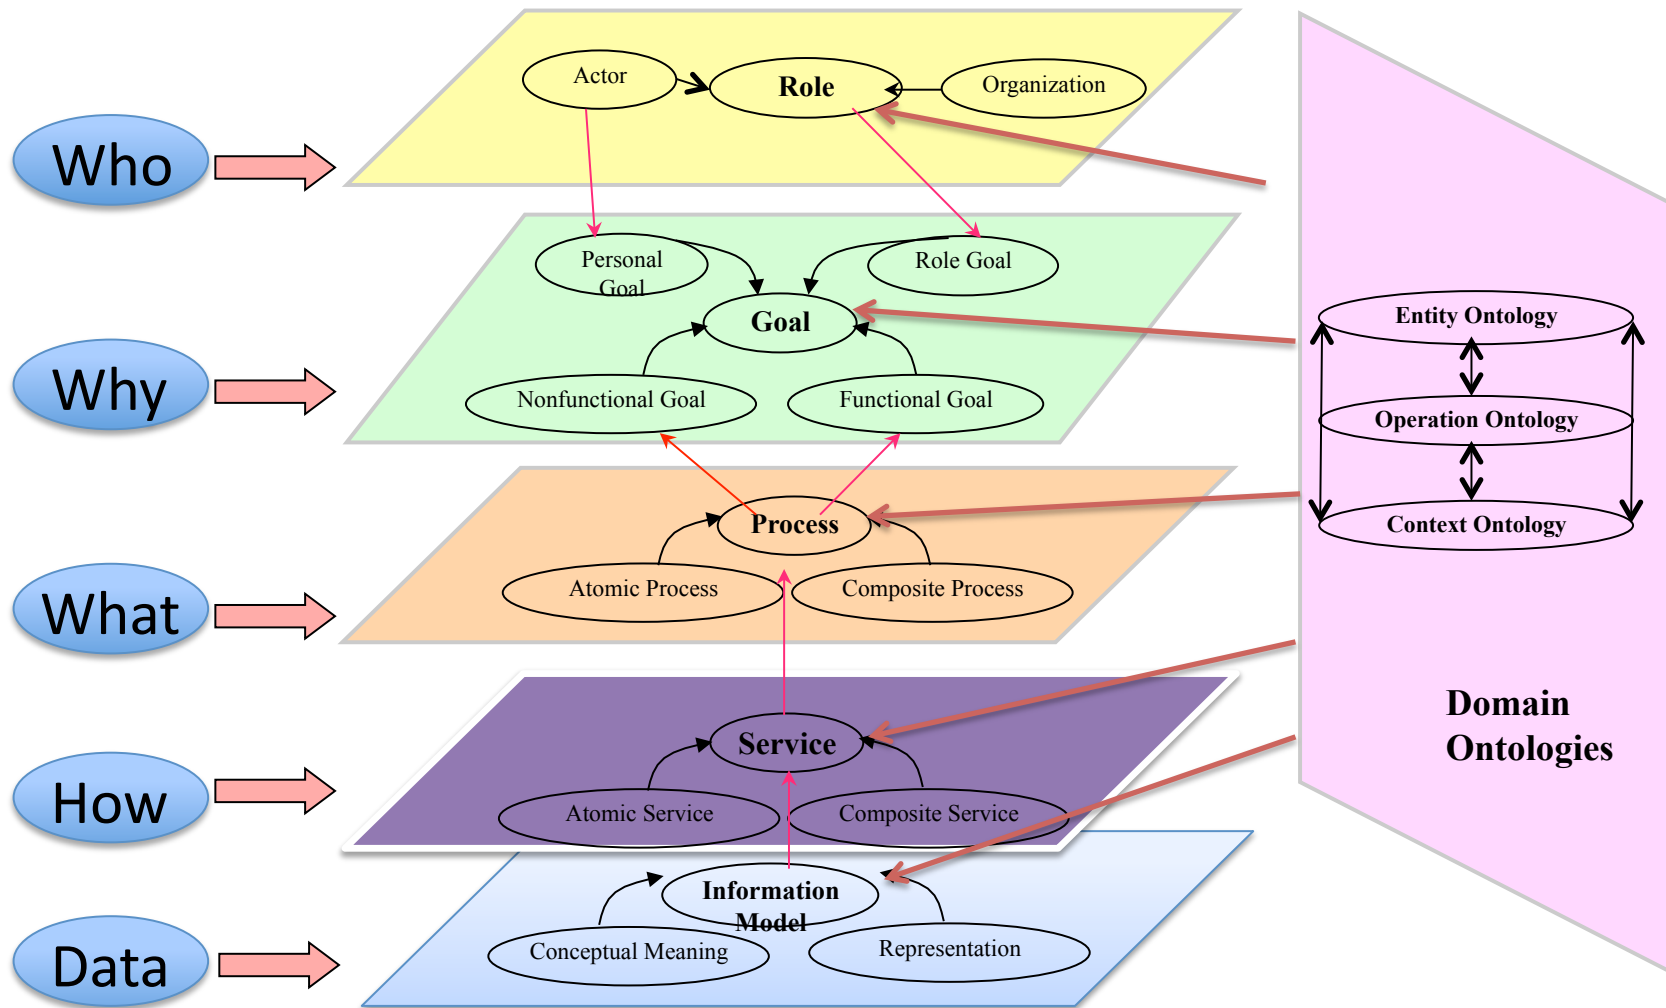 Who
Actor
Role
Organization
Why
Personal
Goal
Role Goal
Goal
Nonfunctional Goal
Functional Goal
What
Process
Atomic Process
Composite Process
How
Service
Atomic Service
Composite Service
Data
Information
Model
Conceptual Meaning
Representation
Entity Ontology
Operation Ontology
Context Ontology
Domain
Ontologies